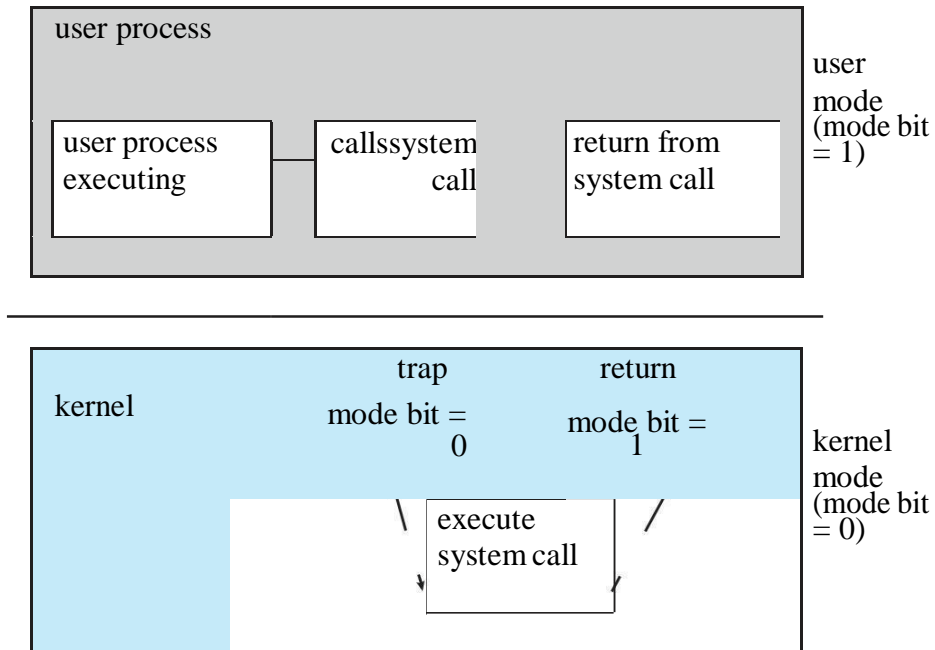 user process
user
mode
(mode bit
= 1)
user process
executing
callssystem
call
return from
system call
trap
return
kernel
mode bit =
0
mode bit =
1
kernel
mode
(mode bit
= 0)
execute
system call